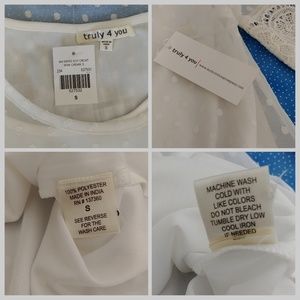 truly 4 you
S
S
truly 4 you
100% POLYESTER
MADE IN INDIA
RN # 137360
S
SEE REVERSE
FOR THE
WASH CARE
MACHINE WASH
COLD WITH
LIKE COLORS
DO NOT BLEACH
TUMBLE DRY LOW
COOL IRON
IF NEEDED